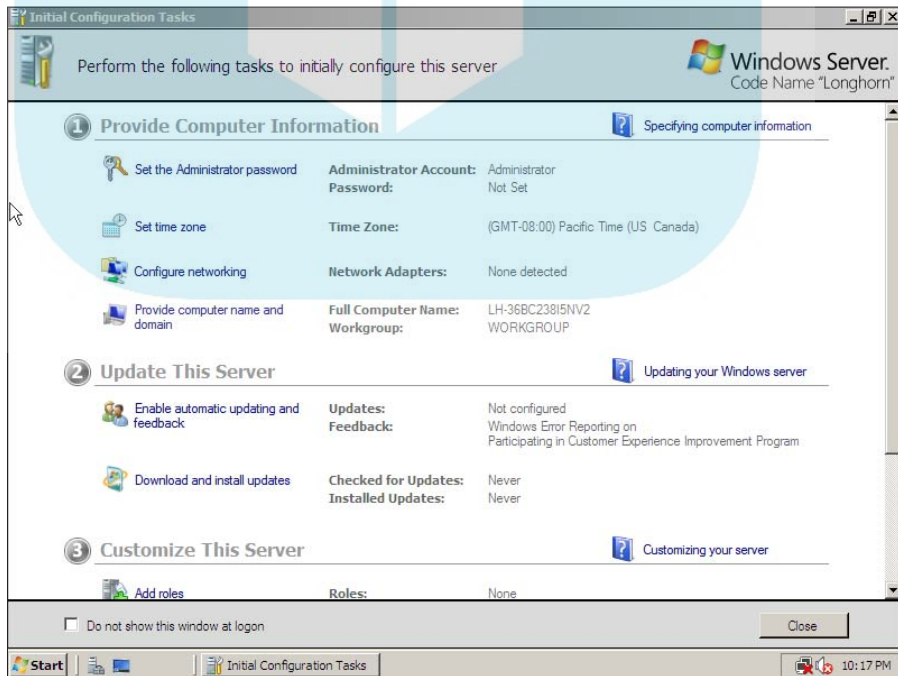 Initial Configuration Tasks
Perform the following tasks to initially configure this server
Windows Server.
Code Name "Longhorn"
1 Provide Computer Information
Specifying computer information
Set the Administrator password
Administrator Account: Administrator
Password: Not Set
Set time zone
Time Zone: (GMT-08:00) Pacific Time (US Canada)
Configure networking
Network Adapters: None detected
Provide computer name and
domain
Full Computer Name: LH-36BC238I5NV2
Workgroup: WORKGROUP
2 Update This Server
Updating your Windows server
Enable automatic updating and
feedback
Updates: Not configured
Feedback: Windows Error Reporting on
Participating in Customer Experience Improvement Program
Download and install updates
Checked for Updates: Never
Installed Updates: Never
3 Customize This Server
Customizing your server
Add roles
Roles: None
Do not show this window at logon
Close
Start
Initial Configuration Tasks
10:17 PM